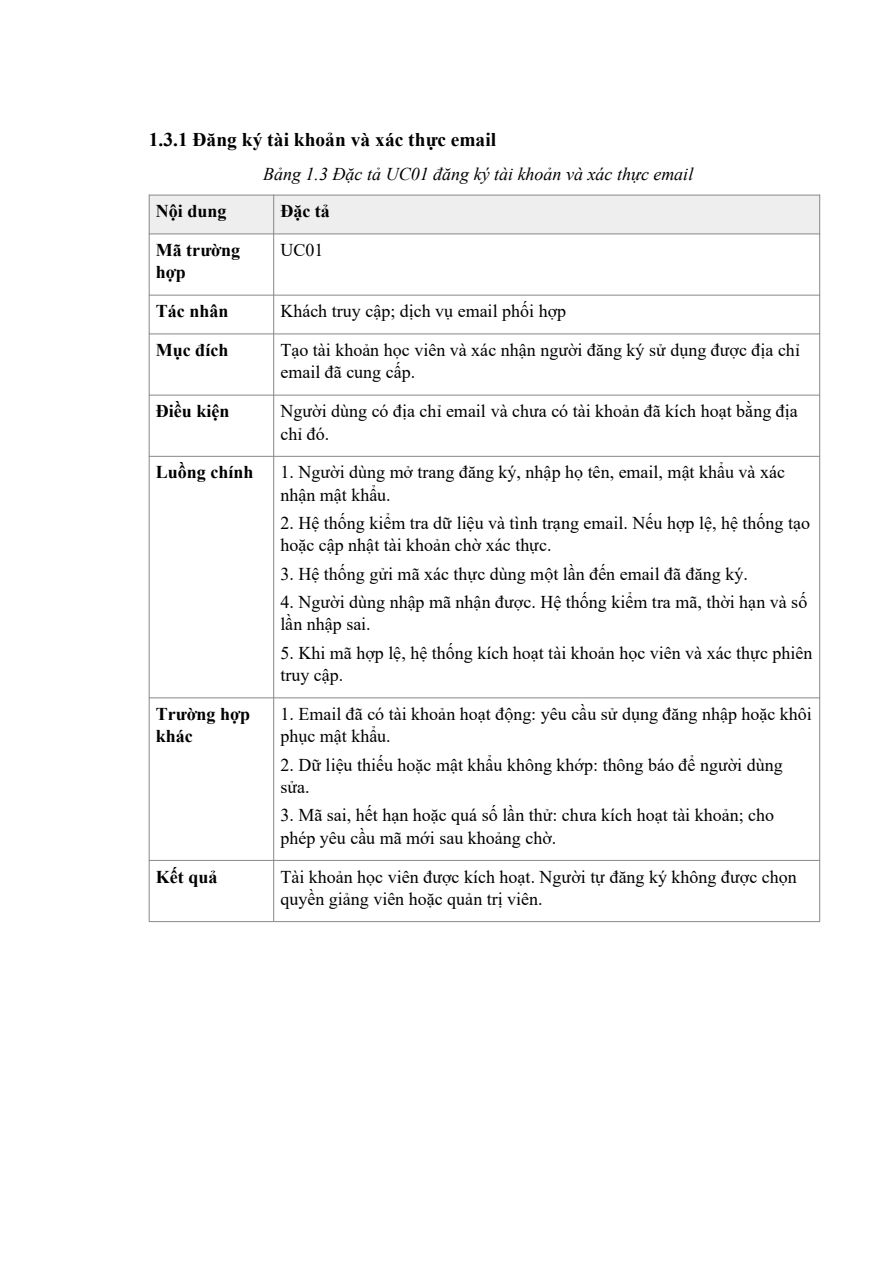 1.3.1 Đăng ký tài khoản và xác thực email
Bảng 1.3 Đặc tả UC01 đăng ký tài khoản và xác thực email
Nội dung Đặc tả
Mã trường hợp UC01
Tác nhân Khách truy cập; dịch vụ email phối hợp
Mục đích Tạo tài khoản học viên và xác nhận người đăng ký sử dụng được địa chỉ
email đã cung cấp.
Điều kiện Người dùng có địa chỉ email và chưa có tài khoản đã kích hoạt bằng địa
chỉ đó.
Luồng chính 1. Người dùng mở trang đăng ký, nhập họ tên, email, mật khẩu và xác
nhận mật khẩu.
2. Hệ thống kiểm tra dữ liệu và tình trạng email. Nếu hợp lệ, hệ thống tạo
hoặc cập nhật tài khoản chờ xác thực.
3. Hệ thống gửi mã xác thực dùng một lần đến email đã đăng ký.
4. Người dùng nhập mã nhận được. Hệ thống kiểm tra mã, thời hạn và số
lần nhập sai.
5. Khi mã hợp lệ, hệ thống kích hoạt tài khoản học viên và xác thực phiên
truy cập.
Trường hợp khác 1. Email đã có tài khoản hoạt động: yêu cầu sử dụng đăng nhập hoặc khôi
phục mật khẩu.
2. Dữ liệu thiếu hoặc mật khẩu không khớp: thông báo để người dùng
sửa.
3. Mã sai, hết hạn hoặc quá số lần thử: chưa kích hoạt tài khoản; cho
phép yêu cầu mã mới sau khoảng chờ.
Kết quả Tài khoản học viên được kích hoạt. Người tự đăng ký không được chọn
quyền giảng viên hoặc quản trị viên.